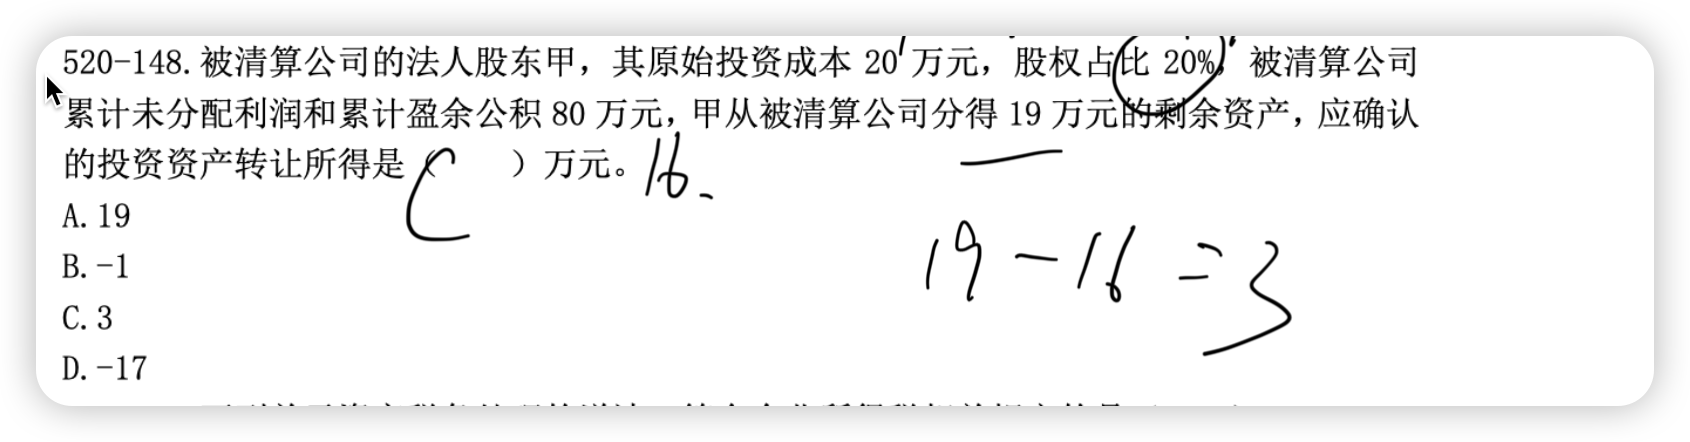 520-148.被清算公司的法人股东甲，其原始投资成本 20 万元，股权占比 20%，被清算公司
累计未分配利润和累计盈余公积 80 万元，甲从被清算公司分得 19 万元的剩余资产，应确认
的投资资产转让所得是（C ）万元。16.
A.19
19-16=3
B.-1
C.3
D.-17